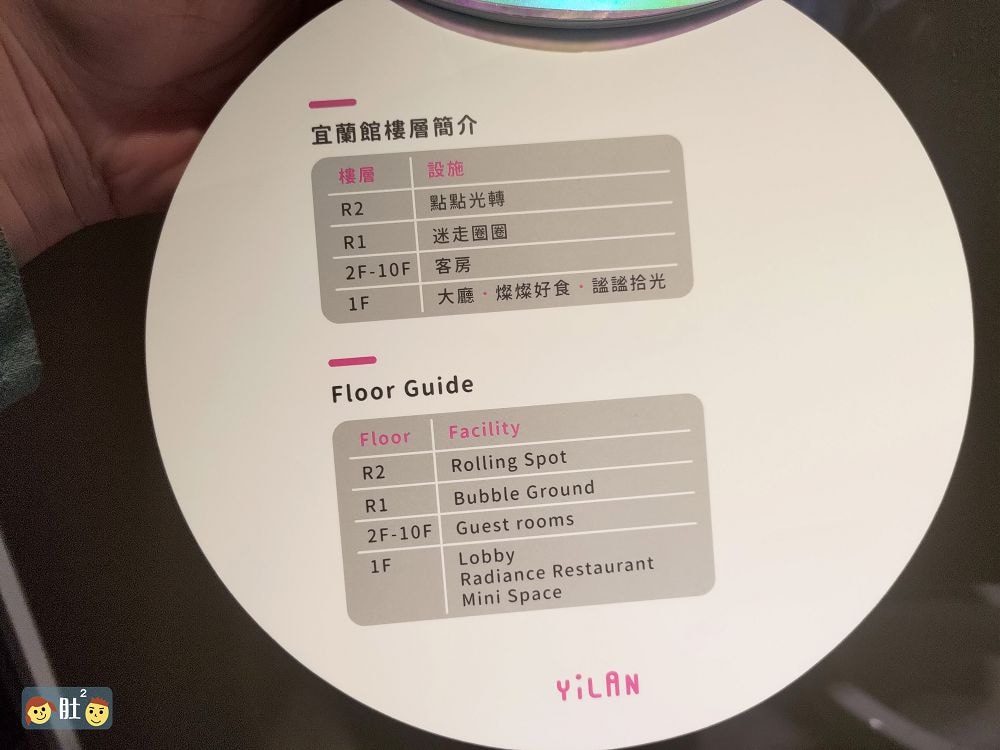 宜蘭館樓層簡介
樓層 設施
R2 點點光轉
R1 迷走圈圈
2F-10F 客房
1F 大廳・燦燦好食・謐謐拾光
Floor Guide
Floor Facility
R2 Rolling Spot
R1 Bubble Ground
2F-10F Guest rooms
1F Lobby
Radiance Restaurant
Mini Space
YiLAN
肚²